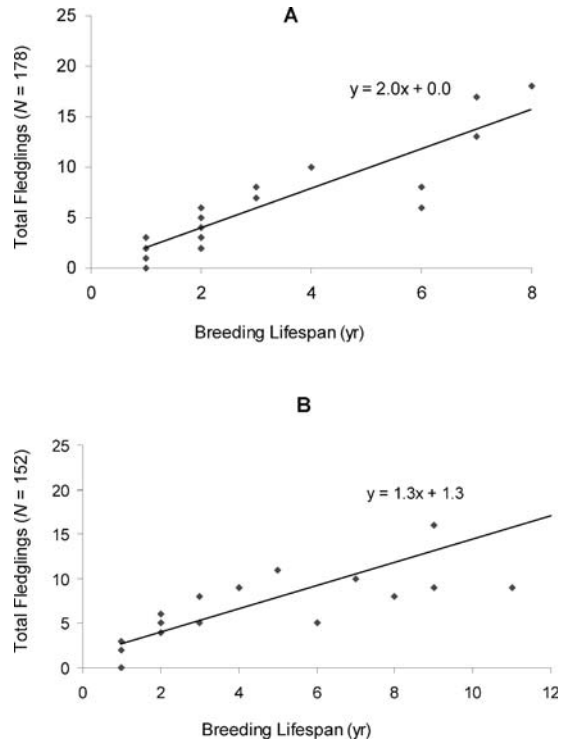 A
Total Fledglings (N = 178)
25
20
15
10
5
0
y = 2.0x + 0.0
0 2 4 6 8
Breeding Lifespan (yr)
B
Total Fledglings (N = 152)
25
20
15
10
5
0
y = 1.3x + 1.3
0 2 4 6 8 10 12
Breeding Lifespan (yr)